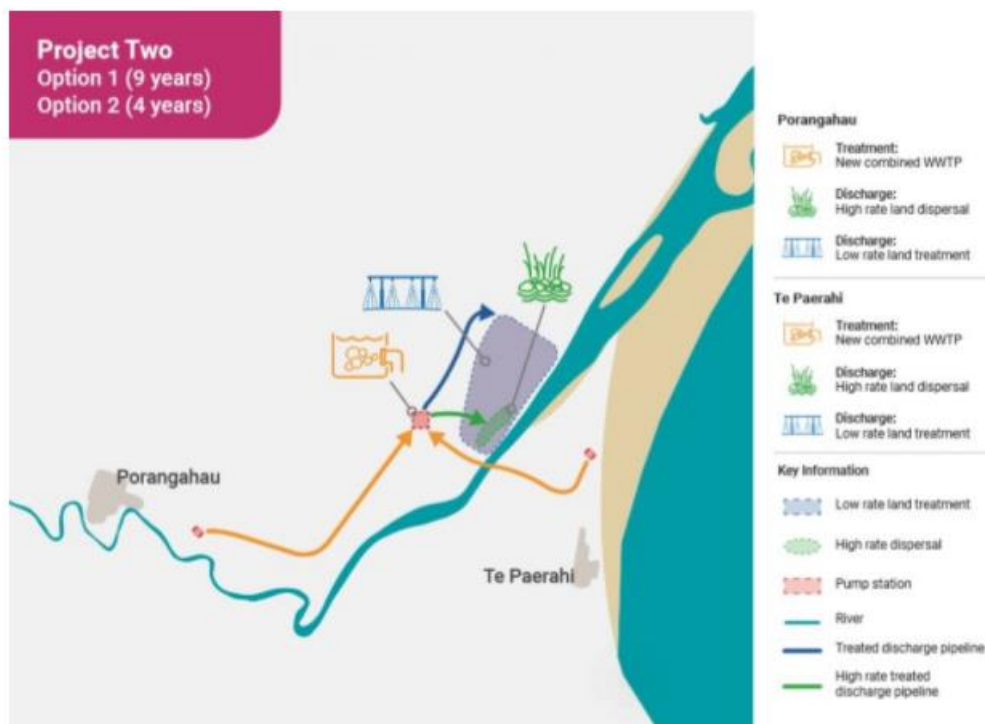 Project Two
Option 1 (9 years)
Option 2 (4 years)
Porangahau
Te Paerahi
Porangahau
Treatment:
New combined WWTP
Discharge:
High rate land dispersal
Discharge:
Low rate land treatment
Te Paerahi
Treatment:
New combined WWTP
Discharge:
High rate land dispersal
Discharge:
Low rate land treatment
Key Information
Low rate land treatment
High rate dispersal
Pump station
River
Treated discharge pipeline
High rate treated
discharge pipeline